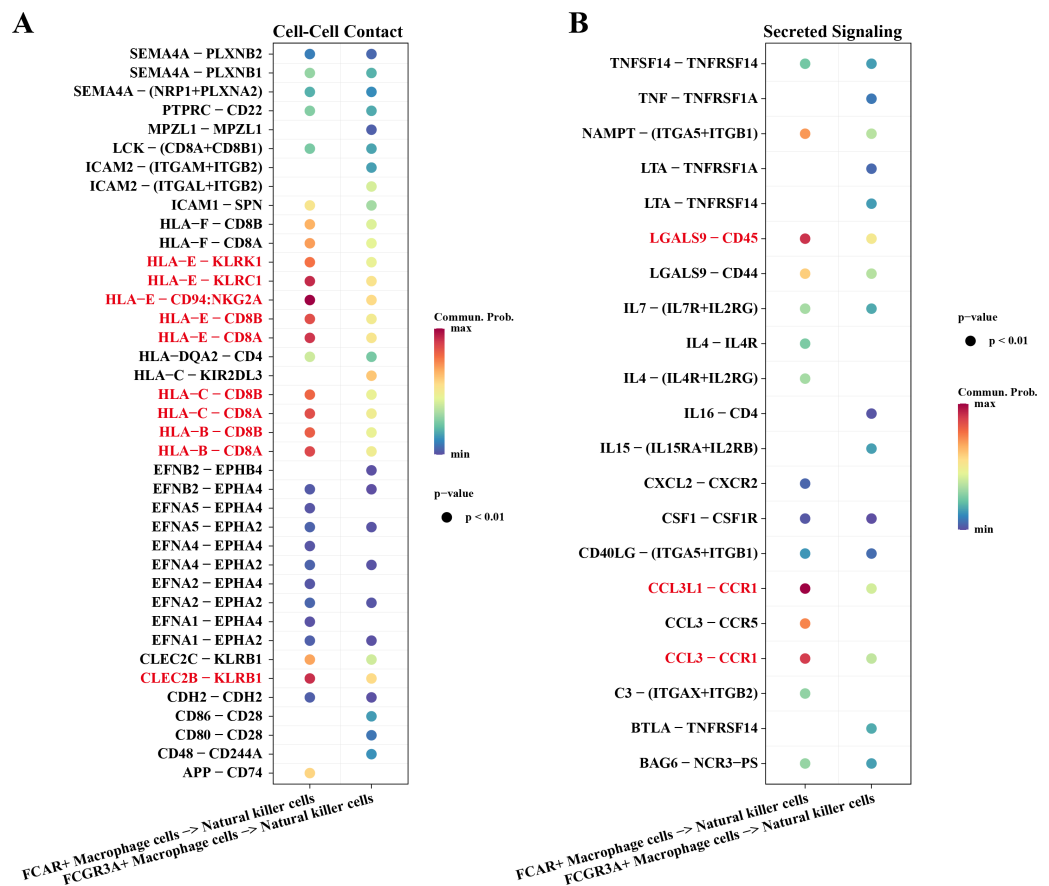 A
Cell-Cell Contact
SEMA4A − PLXNB2
SEMA4A − PLXNB1
SEMA4A − (NRP1+PLXNA2)
PTPRC − CD22
MPZL1 − MPZL1
LCK − (CD8A+CD8B1)
ICAM2 − (ITGAM+ITGB2)
ICAM2 − (ITGAL+ITGB2)
ICAM1 − SPN
HLA−F − CD8B
HLA−F − CD8A
HLA−E − KLRK1
HLA−E − KLRC1
HLA−E − CD94:NKG2A
HLA−E − CD8B
HLA−E − CD8A
HLA−DQA2 − CD4
HLA−C − KIR2DL3
HLA−C − CD8B
HLA−C − CD8A
HLA−B − CD8B
HLA−B − CD8A
EFNB2 − EPHB4
EFNB2 − EPHA4
EFNA5 − EPHA4
EFNA5 − EPHA2
EFNA4 − EPHA4
EFNA4 − EPHA2
EFNA2 − EPHA4
EFNA2 − EPHA2
EFNA1 − EPHA4
EFNA1 − EPHA2
CLEC2C − KLRB1
CLEC2B − KLRB1
CDH2 − CDH2
CD86 − CD28
CD80 − CD28
CD48 − CD244A
APP − CD74
FCAR+ Macrophage cells −> Natural killer cells
FCGR3A+ Macrophage cells −> Natural killer cells
Commun. Prob.
max
min
p−value
p < 0.01
B
Secreted Signaling
TNFSF14 − TNFRSF14
TNF − TNFRSF1A
NAMPT − (ITGA5+ITGB1)
LTA − TNFRSF1A
LTA − TNFRSF14
LGALS9 − CD45
LGALS9 − CD44
IL7 − (IL7R+IL2RG)
IL4 − IL4R
IL4 − (IL4R+IL2RG)
IL16 − CD4
IL15 − (IL15RA+IL2RB)
CXCL2 − CXCR2
CSF1 − CSF1R
CD40LG − (ITGA5+ITGB1)
CCL3L1 − CCR1
CCL3 − CCR5
CCL3 − CCR1
C3 − (ITGAX+ITGB2)
BTLA − TNFRSF14
BAG6 − NCR3−PS
FCAR+ Macrophage cells −> Natural killer cells
FCGR3A+ Macrophage cells −> Natural killer cells
p−value
p < 0.01
Commun. Prob.
max
min